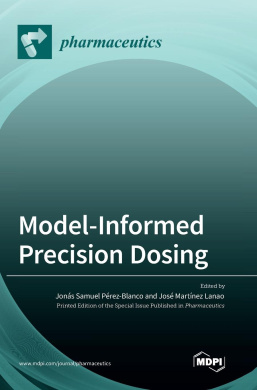 pharmaceutics
Model-Informed
Precision Dosing
Edited by
Jonás Samuel Pérez-Blanco and José Martínez Lanao
Printed Edition of the Special Issue Published in Pharmaceutics
www.mdpi.com/journal/pharmaceutics
MDPI